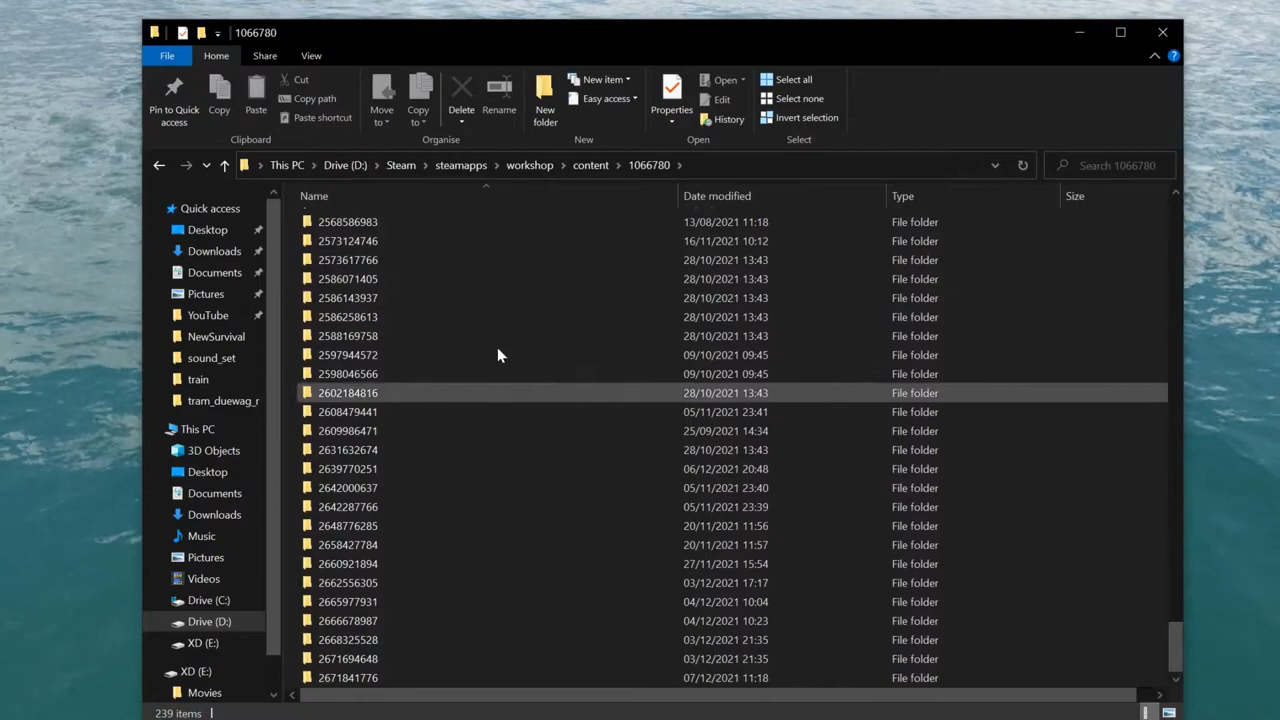 1066780
File Home Share View
Pin to Quick access
Copy
Paste
Cut
Copy path
Paste shortcut
Clipboard
Move to
Copy to
Delete
Rename
Organise
New folder
New item
Easy access
New
Properties
Open
Edit
History
Open
Select all
Select none
Invert selection
Select
This PC > Drive (D:) > Steam > steamapps > workshop > content > 1066780 >
Search 1066780
Quick access
Desktop
Downloads
Documents
Pictures
YouTube
NewSurvival
sound_set
train
tram_duewag_r
This PC
3D Objects
Desktop
Documents
Downloads
Music
Pictures
Videos
Drive (C:)
Drive (D:)
XD (E:)
XD (E:)
Movies
Name Date modified Type Size
2568586983 13/08/2021 11:18 File folder
2573124746 16/11/2021 10:12 File folder
2573617766 28/10/2021 13:43 File folder
2586071405 28/10/2021 13:43 File folder
2586143937 28/10/2021 13:43 File folder
2586258613 28/10/2021 13:43 File folder
2588169758 28/10/2021 13:43 File folder
2597944572 09/10/2021 09:45 File folder
2598046566 09/10/2021 09:45 File folder
2602184816 28/10/2021 13:43 File folder
2608479441 05/11/2021 23:41 File folder
2609986471 25/09/2021 14:34 File folder
2631632674 28/10/2021 13:43 File folder
2639770251 06/12/2021 20:48 File folder
2642000637 05/11/2021 23:40 File folder
2642287766 05/11/2021 23:39 File folder
2648776285 20/11/2021 11:56 File folder
2658427784 20/11/2021 11:57 File folder
2660921894 27/11/2021 15:54 File folder
2662556305 03/12/2021 17:17 File folder
2665977931 04/12/2021 10:04 File folder
2666678987 04/12/2021 10:23 File folder
2668325528 03/12/2021 21:35 File folder
2671694648 03/12/2021 21:35 File folder
2671841776 07/12/2021 11:18 File folder
239 items